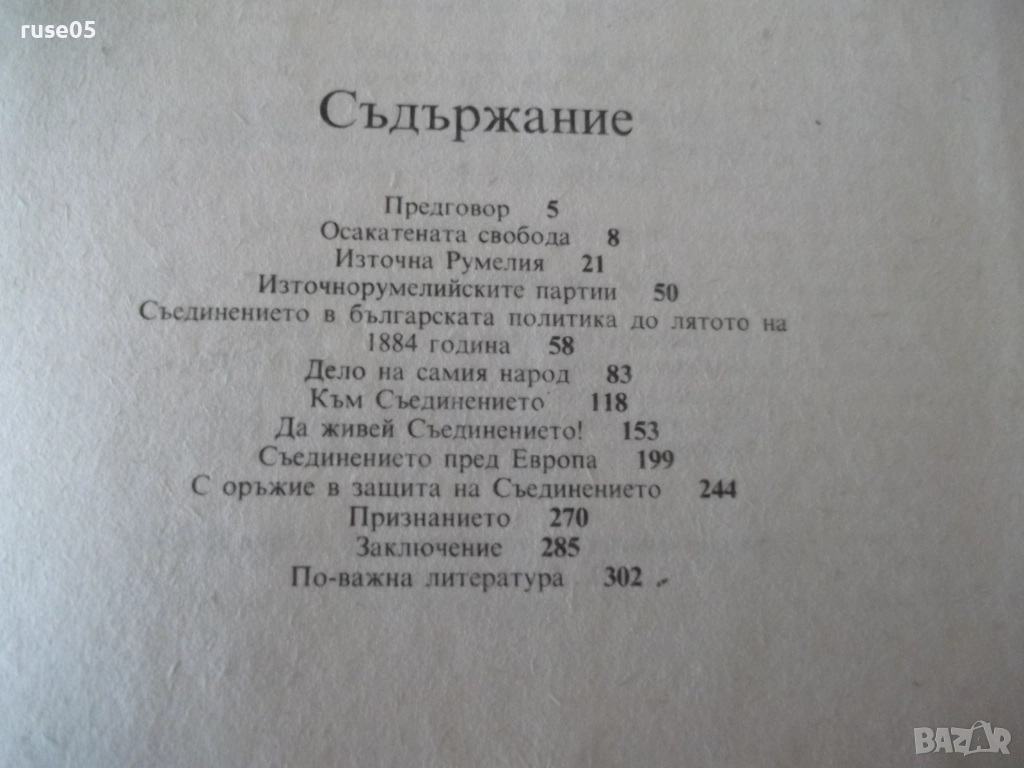 ruse05
Съдържание
Предговор 5
Осакатената свобода 8
Източна Румелия 21
Източнорумелийските партии 50
Съединението в българската политика до лятото на
1884 година 58
Дело на самия народ 83
Към Съединението 118
Да живей Съединението! 153
Съединението пред Европа 199
С оръжие в защита на Съединението 244
Признанието 270
Заключение 285
По-важна литература 302
BAZAR